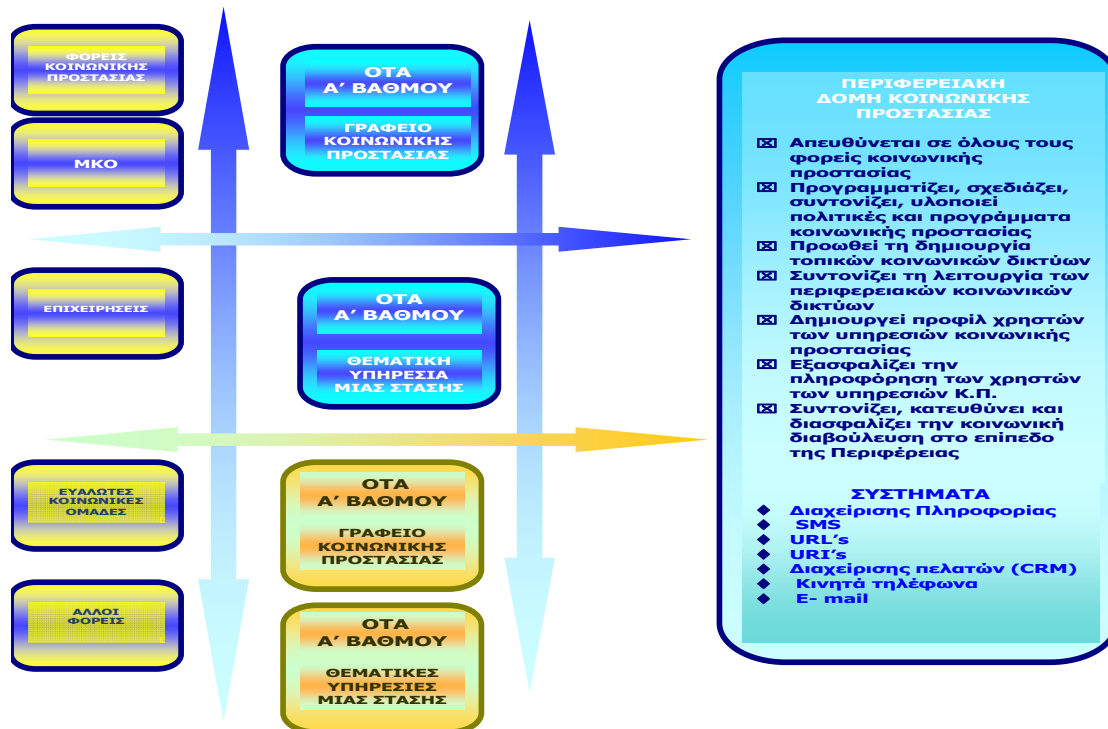 ΦΟΡΕΙΣ
ΚΟΙΝΩΝΙΚΗΣ
ΠΡΟΣΤΑΣΙΑΣ
ΜΚΟ
ΕΠΙΧΕΙΡΗΣΕΙΣ
ΕΥΑΛΩΤΕΣ
ΚΟΙΝΩΝΙΚΕΣ
ΟΜΑΔΕΣ
ΑΛΛΟΙ
ΦΟΡΕΙΣ
ΟΤΑ
Α’ ΒΑΘΜΟΥ
ΓΡΑΦΕΙΟ
ΚΟΙΝΩΝΙΚΗΣ
ΠΡΟΣΤΑΣΙΑΣ
ΟΤΑ
Α’ ΒΑΘΜΟΥ
ΘΕΜΑΤΙΚΗ
ΥΠΗΡΕΣΙΑ
ΜΙΑΣ ΣΤΑΣΗΣ
ΟΤΑ
Α’ ΒΑΘΜΟΥ
ΓΡΑΦΕΙΟ
ΚΟΙΝΩΝΙΚΗΣ
ΠΡΟΣΤΑΣΙΑΣ
ΟΤΑ
Α’ ΒΑΘΜΟΥ
ΘΕΜΑΤΙΚΕΣ
ΥΠΗΡΕΣΙΕΣ
ΜΙΑΣ ΣΤΑΣΗΣ
ΠΕΡΙΦΕΡΕΙΑΚΗ
ΔΟΜΗ ΚΟΙΝΩΝΙΚΗΣ
ΠΡΟΣΤΑΣΙΑΣ
Απευθύνεται σε όλους τους
φορείς κοινωνικής
προστασίας
Προγραμματίζει, σχεδιάζει,
συντονίζει, υλοποιεί
πολιτικές και προγράμματα
κοινωνικής προστασίας
Προωθεί τη δημιουργία
τοπικών κοινωνικών δικτύων
Συντονίζει τη λειτουργία των
περιφερειακών κοινωνικών
δικτύων
Δημιουργεί προφίλ χρηστών
των υπηρεσιών κοινωνικής
προστασίας
Εξασφαλίζει την
πληροφόρηση των χρηστών
των υπηρεσιών Κ.Π.
Συντονίζει, κατευθύνει και
διασφαλίζει την κοινωνική
διαβούλευση στο επίπεδο
της Περιφέρειας
ΣΥΣΤΗΜΑΤΑ
Διαχείρισης Πληροφορίας
SMS
URL’s
URI’s
Διαχείρισης πελατών (CRM)
Κινητά τηλέφωνα
E- mail